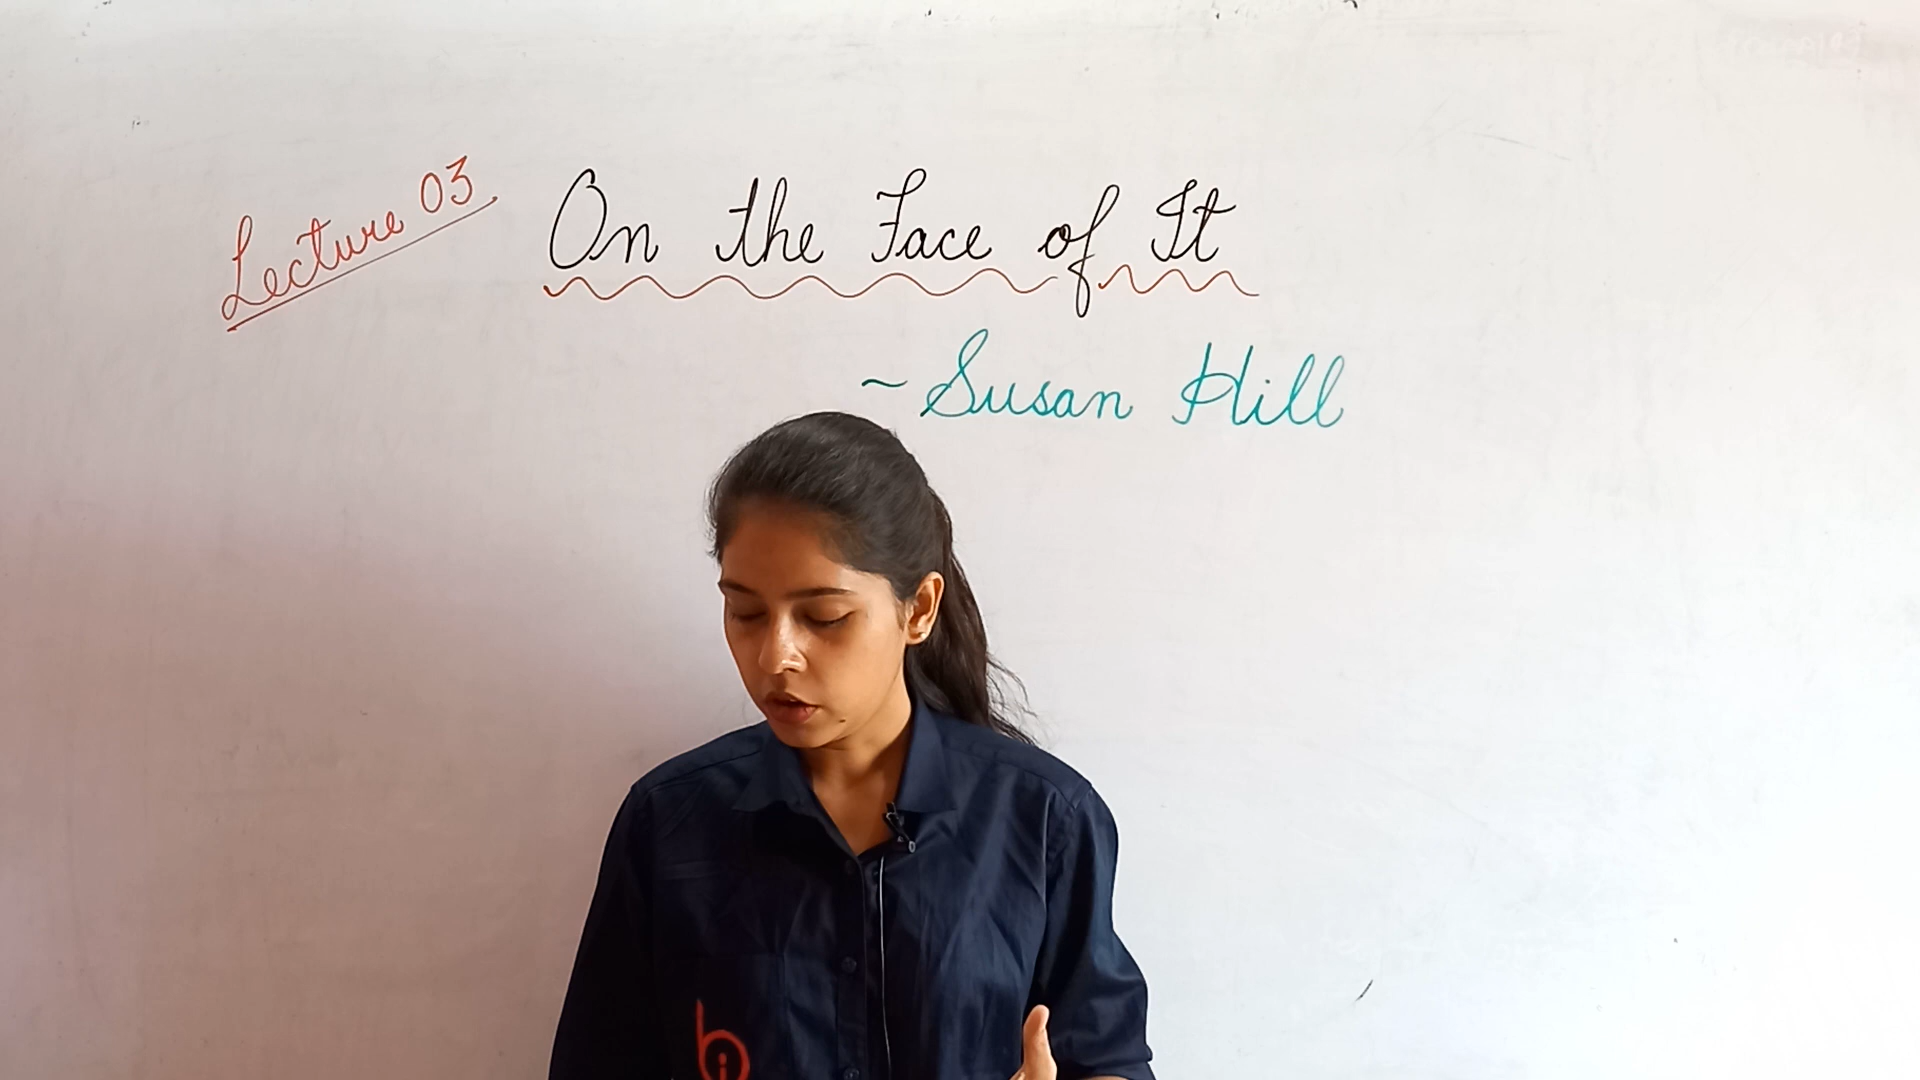 Lecture 03
On the Face of It
~ Susan Hill